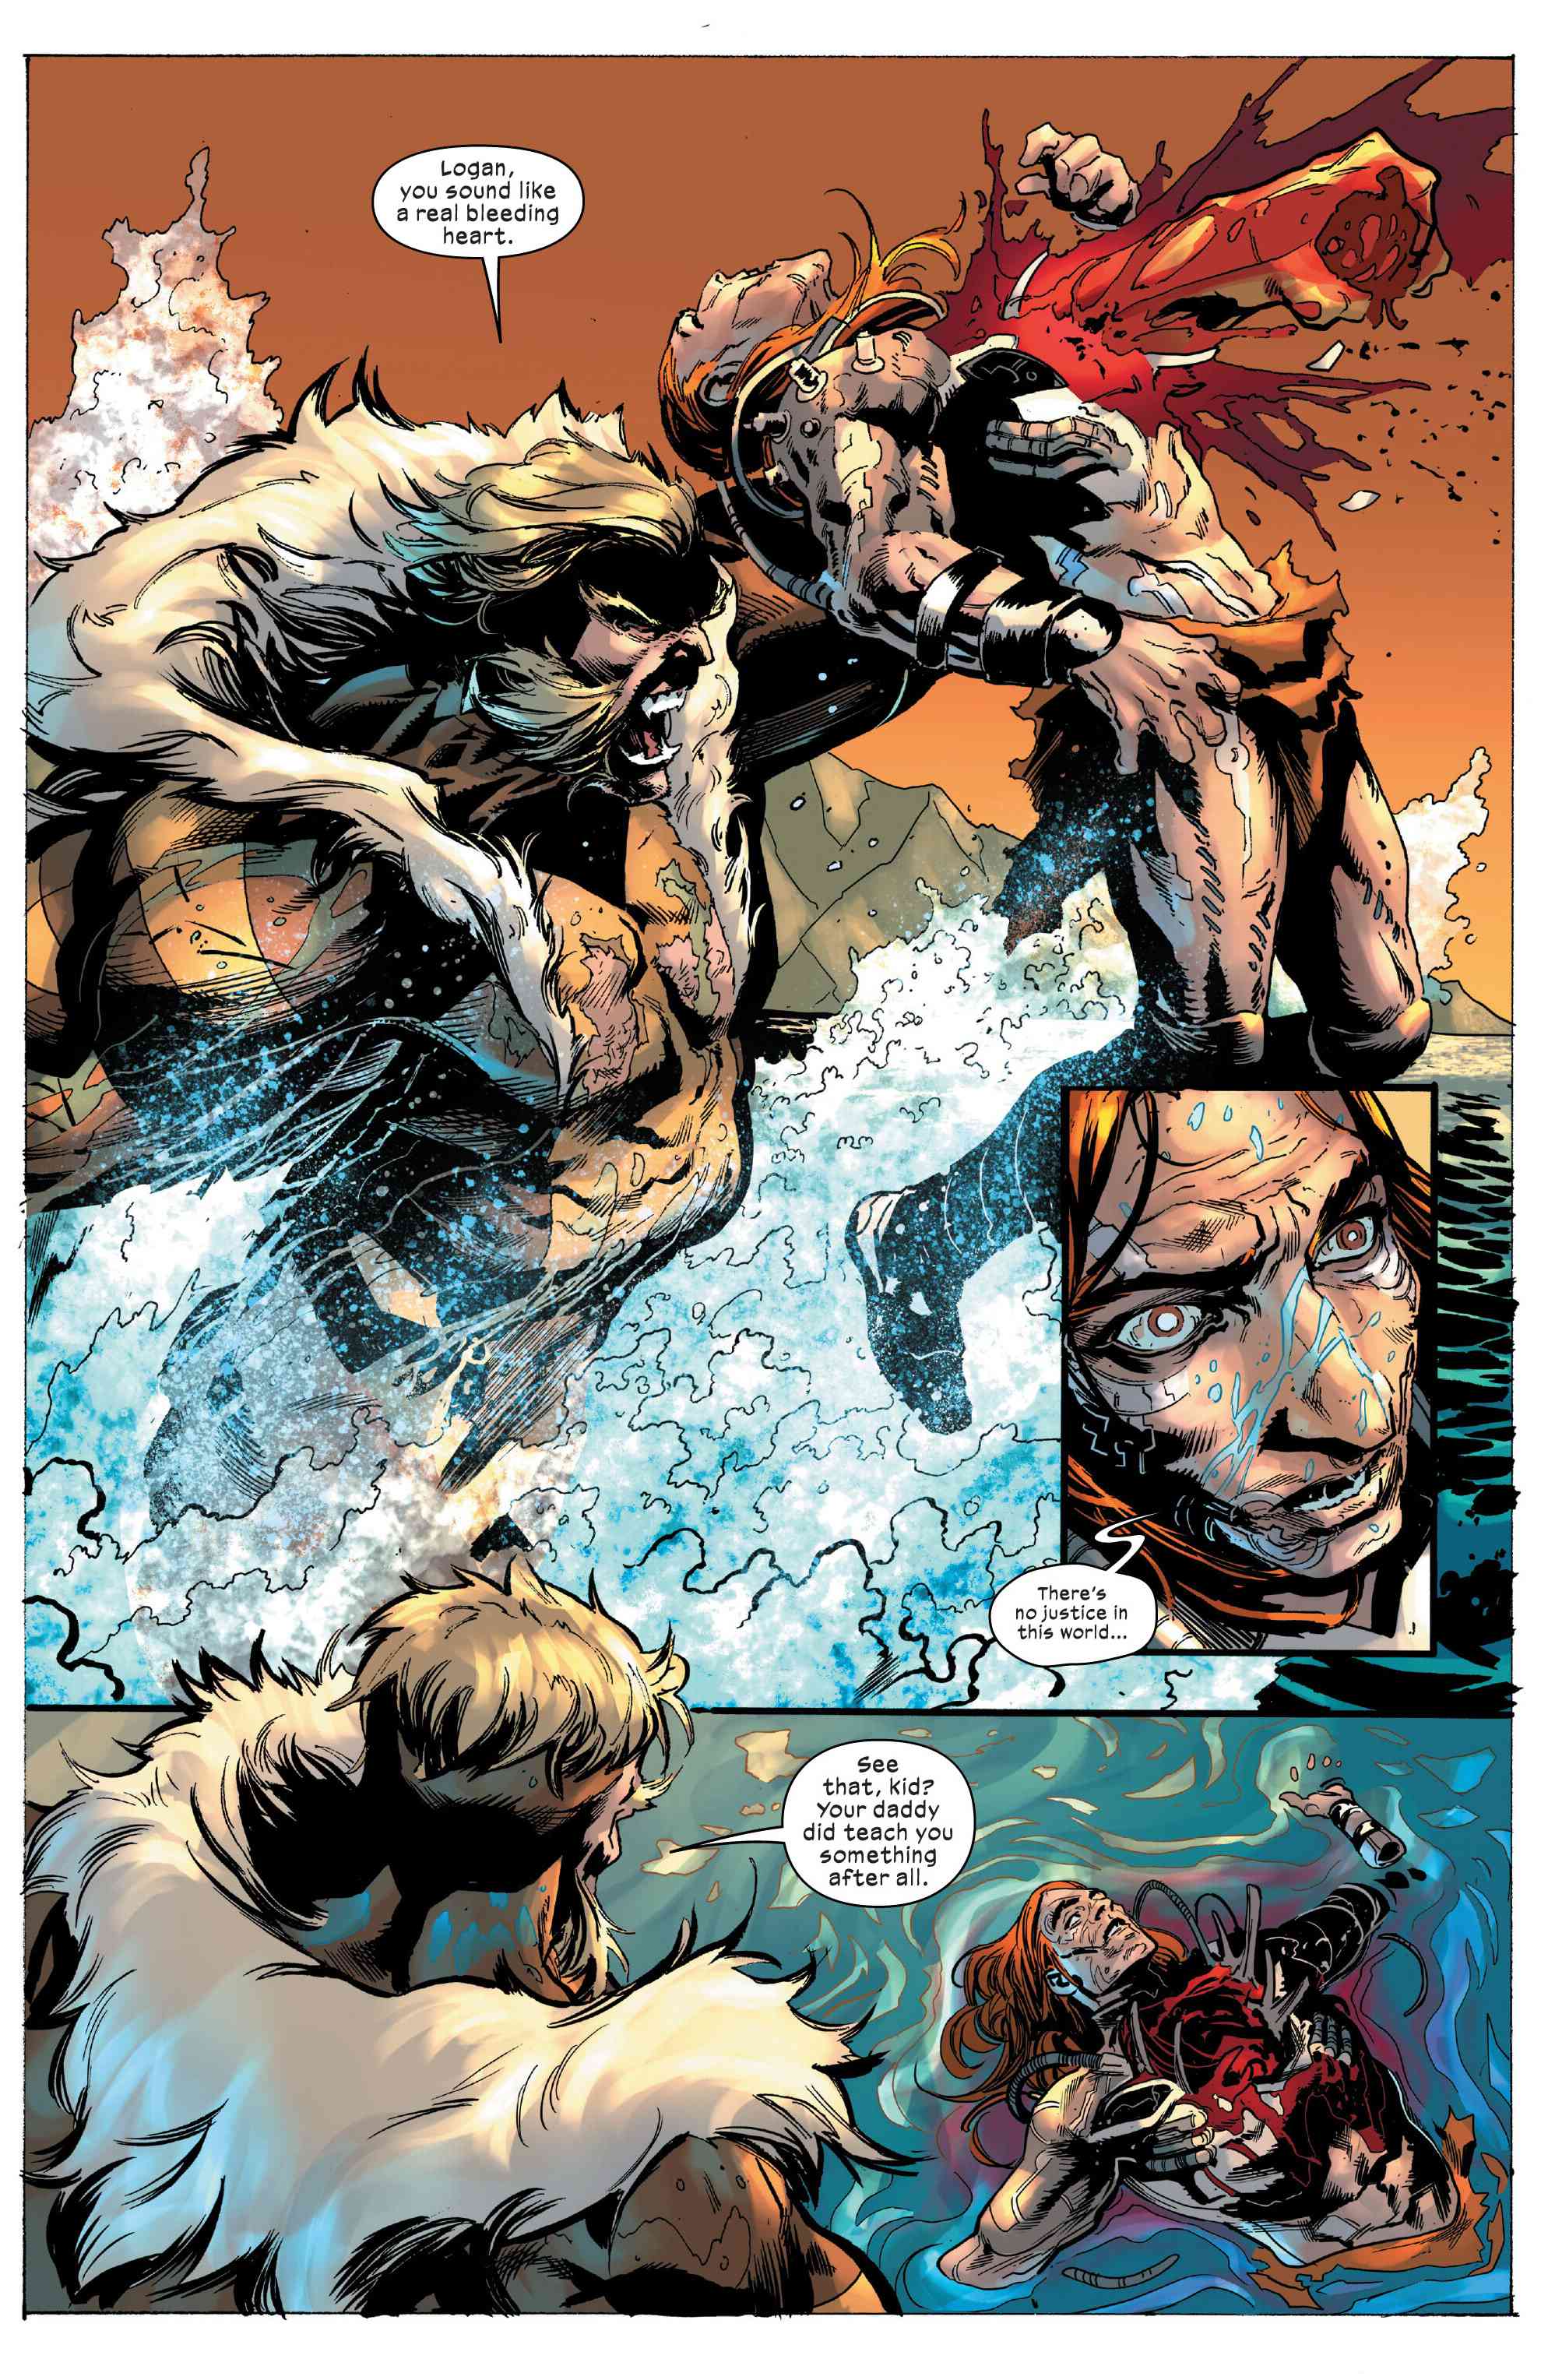 Logan,
you sound like
a real bleeding
heart.
There's
no justice in
this world...
See
that, kid?
Your daddy
did teach you
something
after all.